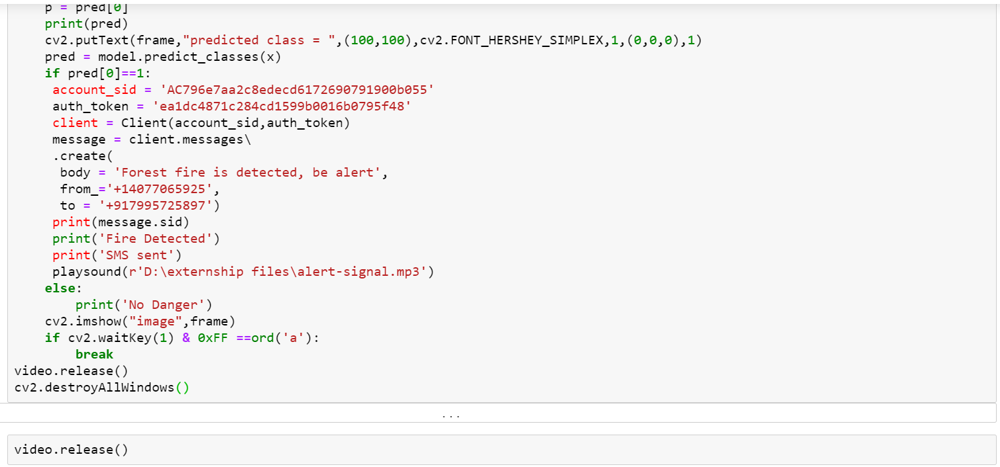 p = pred[0]
print(pred)
cv2.putText(frame,"predicted class = ",(100,100),cv2.FONT_HERSHEY_SIMPLEX,1,(0,0,0),1)
pred = model.predict_classes(x)
if pred[0]==1:
account_sid = 'AC796e7aa2c8edecd6172690791900b055'
auth_token = 'ea1dc4871c284cd1599b0016b0795f48'
client = Client(account_sid,auth_token)
message = client.messages\
.create(
body = 'Forest fire is detected, be alert',
from_='+14077065925',
to = '+917995725897')
print(message.sid)
print('Fire Detected')
print('SMS sent')
playsound(r'D:\externship files\alert-signal.mp3')
else:
print('No Danger')
cv2.imshow("image",frame)
if cv2.waitKey(1) & 0xFF ==ord('a'):
break
video.release()
cv2.destroyAllWindows()
...
video.release()